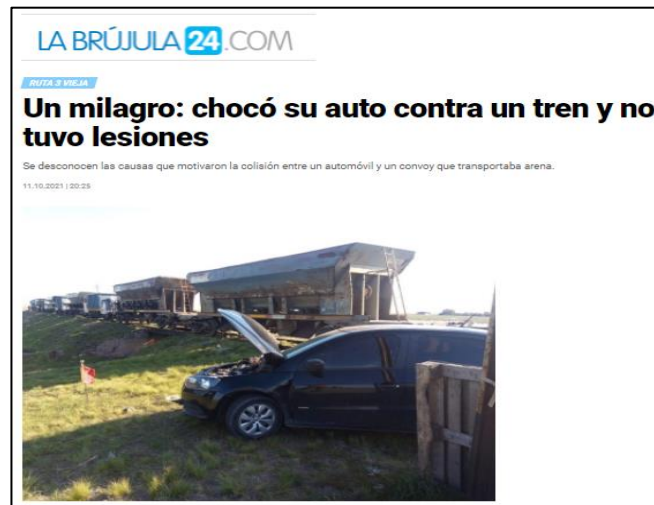 LA BRÚJULA 24.COM
RUTA 3 VIEJA
Un milagro: chocó su auto contra un tren y no
tuvo lesiones
Se desconocen las causas que motivaron la colisión entre un automóvil y un convoy que transportaba arena.
11.10.2021 | 20:25